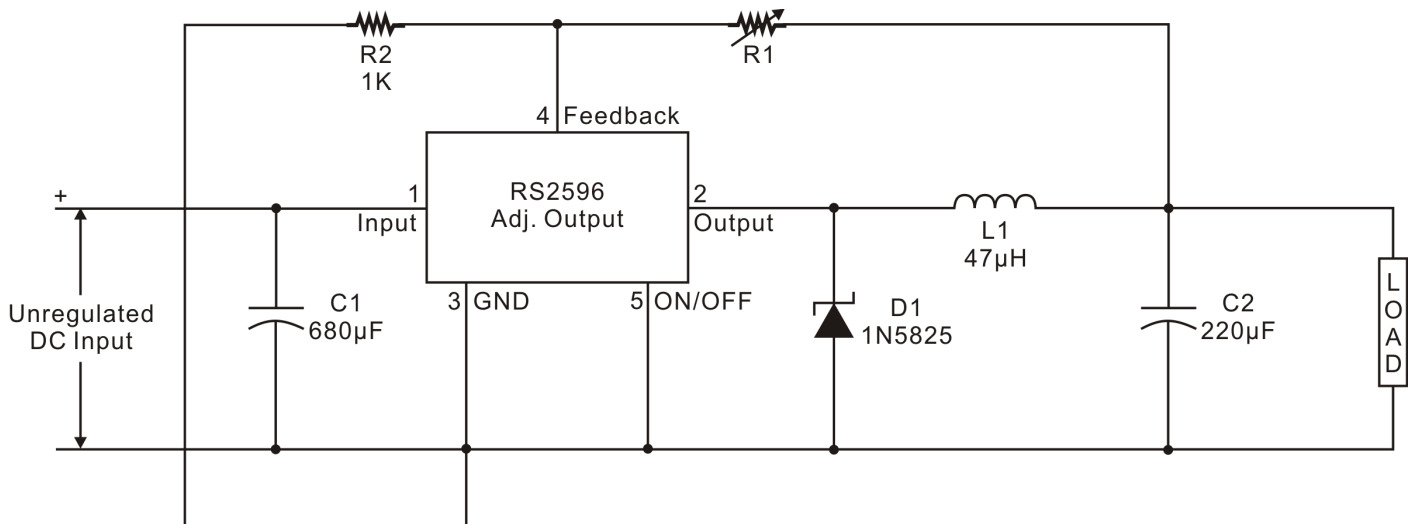 R2
1K
R1
4 Feedback
+
1
Input
RS2596
Adj. Output
2
Output
L1
47µH
3 GND
5 ON/OFF
Unregulated
DC Input
C1
680µF
D1
1N5825
C2
220µF
LOAD